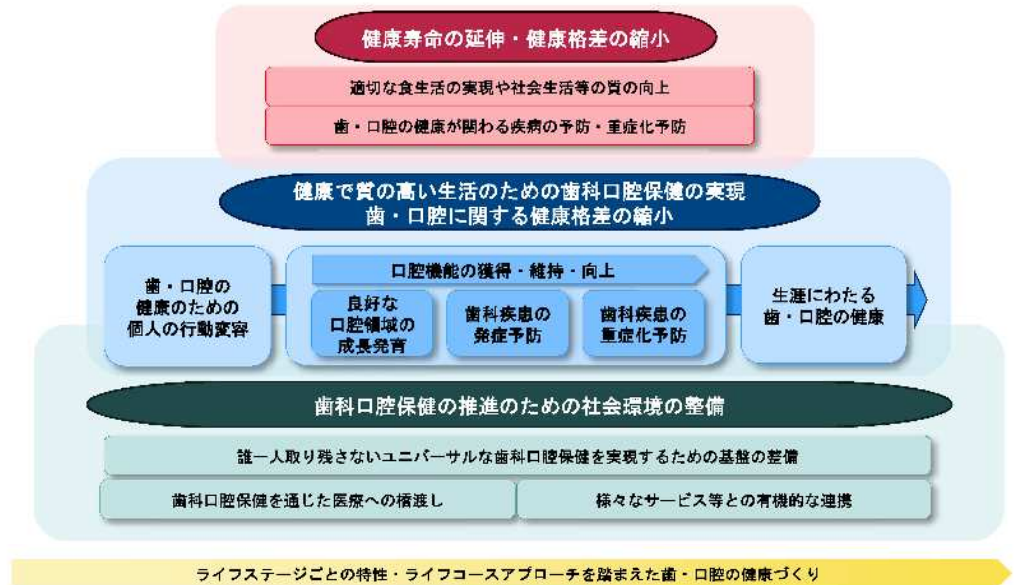 健康寿命の延伸・健康格差の縮小
適切な食生活の実現や社会生活等の質の向上
歯・口腔の健康が関わる疾病の予防・重症化予防
健康で質の高い生活のための歯科口腔保健の実現
歯・口腔に関する健康格差の縮小
歯・口腔の
健康のための
個人の行動変容
口腔機能の獲得・維持・向上
良好な
口腔領域の
成長発育
歯科疾患の
発症予防
歯科疾患の
重症化予防
生涯にわたる
歯・口腔の健康
歯科口腔保健の推進のための社会環境の整備
誰一人取り残さないユニバーサルな歯科口腔保健を実現するための基盤の整備
歯科口腔保健を通じた医療への橋渡し
様々なサービス等との有機的な連携
ライフステージごとの特性・ライフコースアプローチを踏まえた歯・口腔の健康づくり